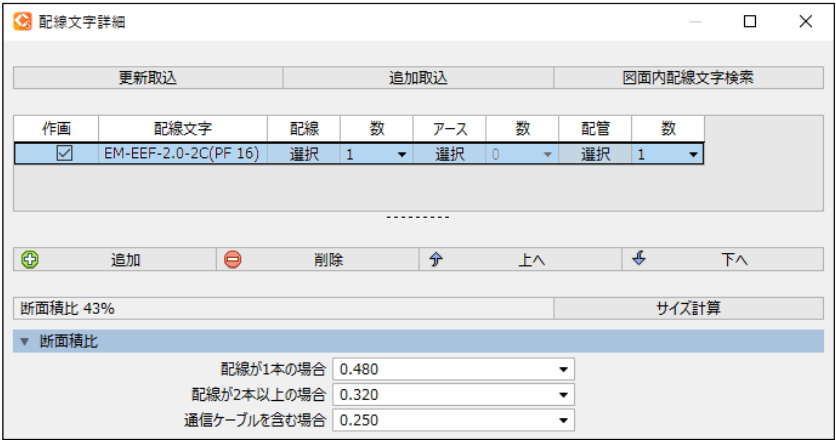 配線文字詳細
更新取込 追加取込 図面内配線文字検索
作画 配線文字 配線 数 アース 数 配管 数
EM-EEF-2.0-2C(PF 16) 選択 1 選択 0 選択 1
追加 削除 上へ 下へ
断面積比 43% サイズ計算
断面積比
配線が1本の場合 0.480
配線が2本以上の場合 0.320
通信ケーブルを含む場合 0.250